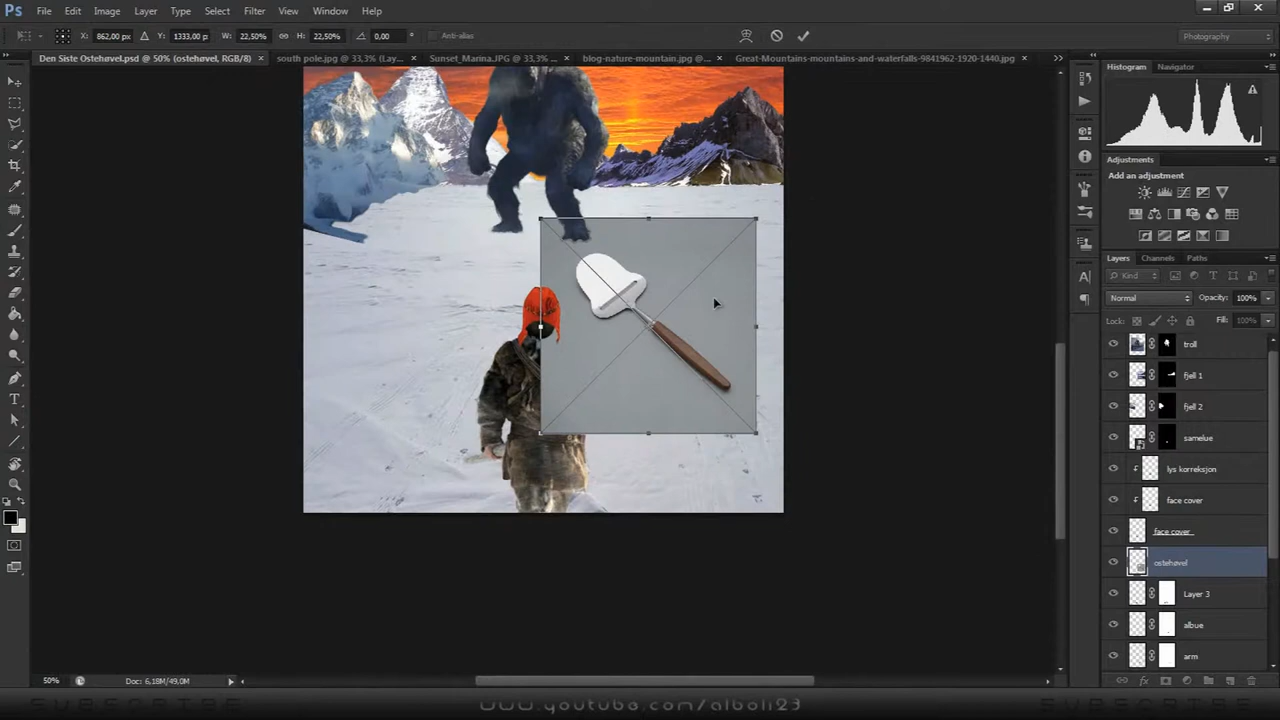 Ps File Edit Image Layer Type Select Filter View Window Help
X: 862,00 px Y: 1333,00 p W: 22,50% H: 22,50% 0,00 ° Anti-alias Photography
Den Siste Ostehøvel.psd @ 50% (ostehøvel, RGB/8) × south pole.jpg @ 33,3% (Lay... × Sunset_Marina.JPG @ 33,3% ... × blog-nature-mountain.jpg @... × Great-Mountains-mountains-and-waterfalls-9841962-1920-1440.jpg ×
Histogram Navigator
Adjustments
Add an adjustment
Layers Channels Paths
Kind
Normal Opacity: 100%
Lock: Fill: 100%
troll
fjell 1
fjell 2
samelue
lys korreksjon
face cover
face cover
ostehøvel
Layer 3
albue
arm
50% Doc: 6,18M/49,0M
SUBSCRIBE www.youtube.com/alboli23 SUBSCRIBE